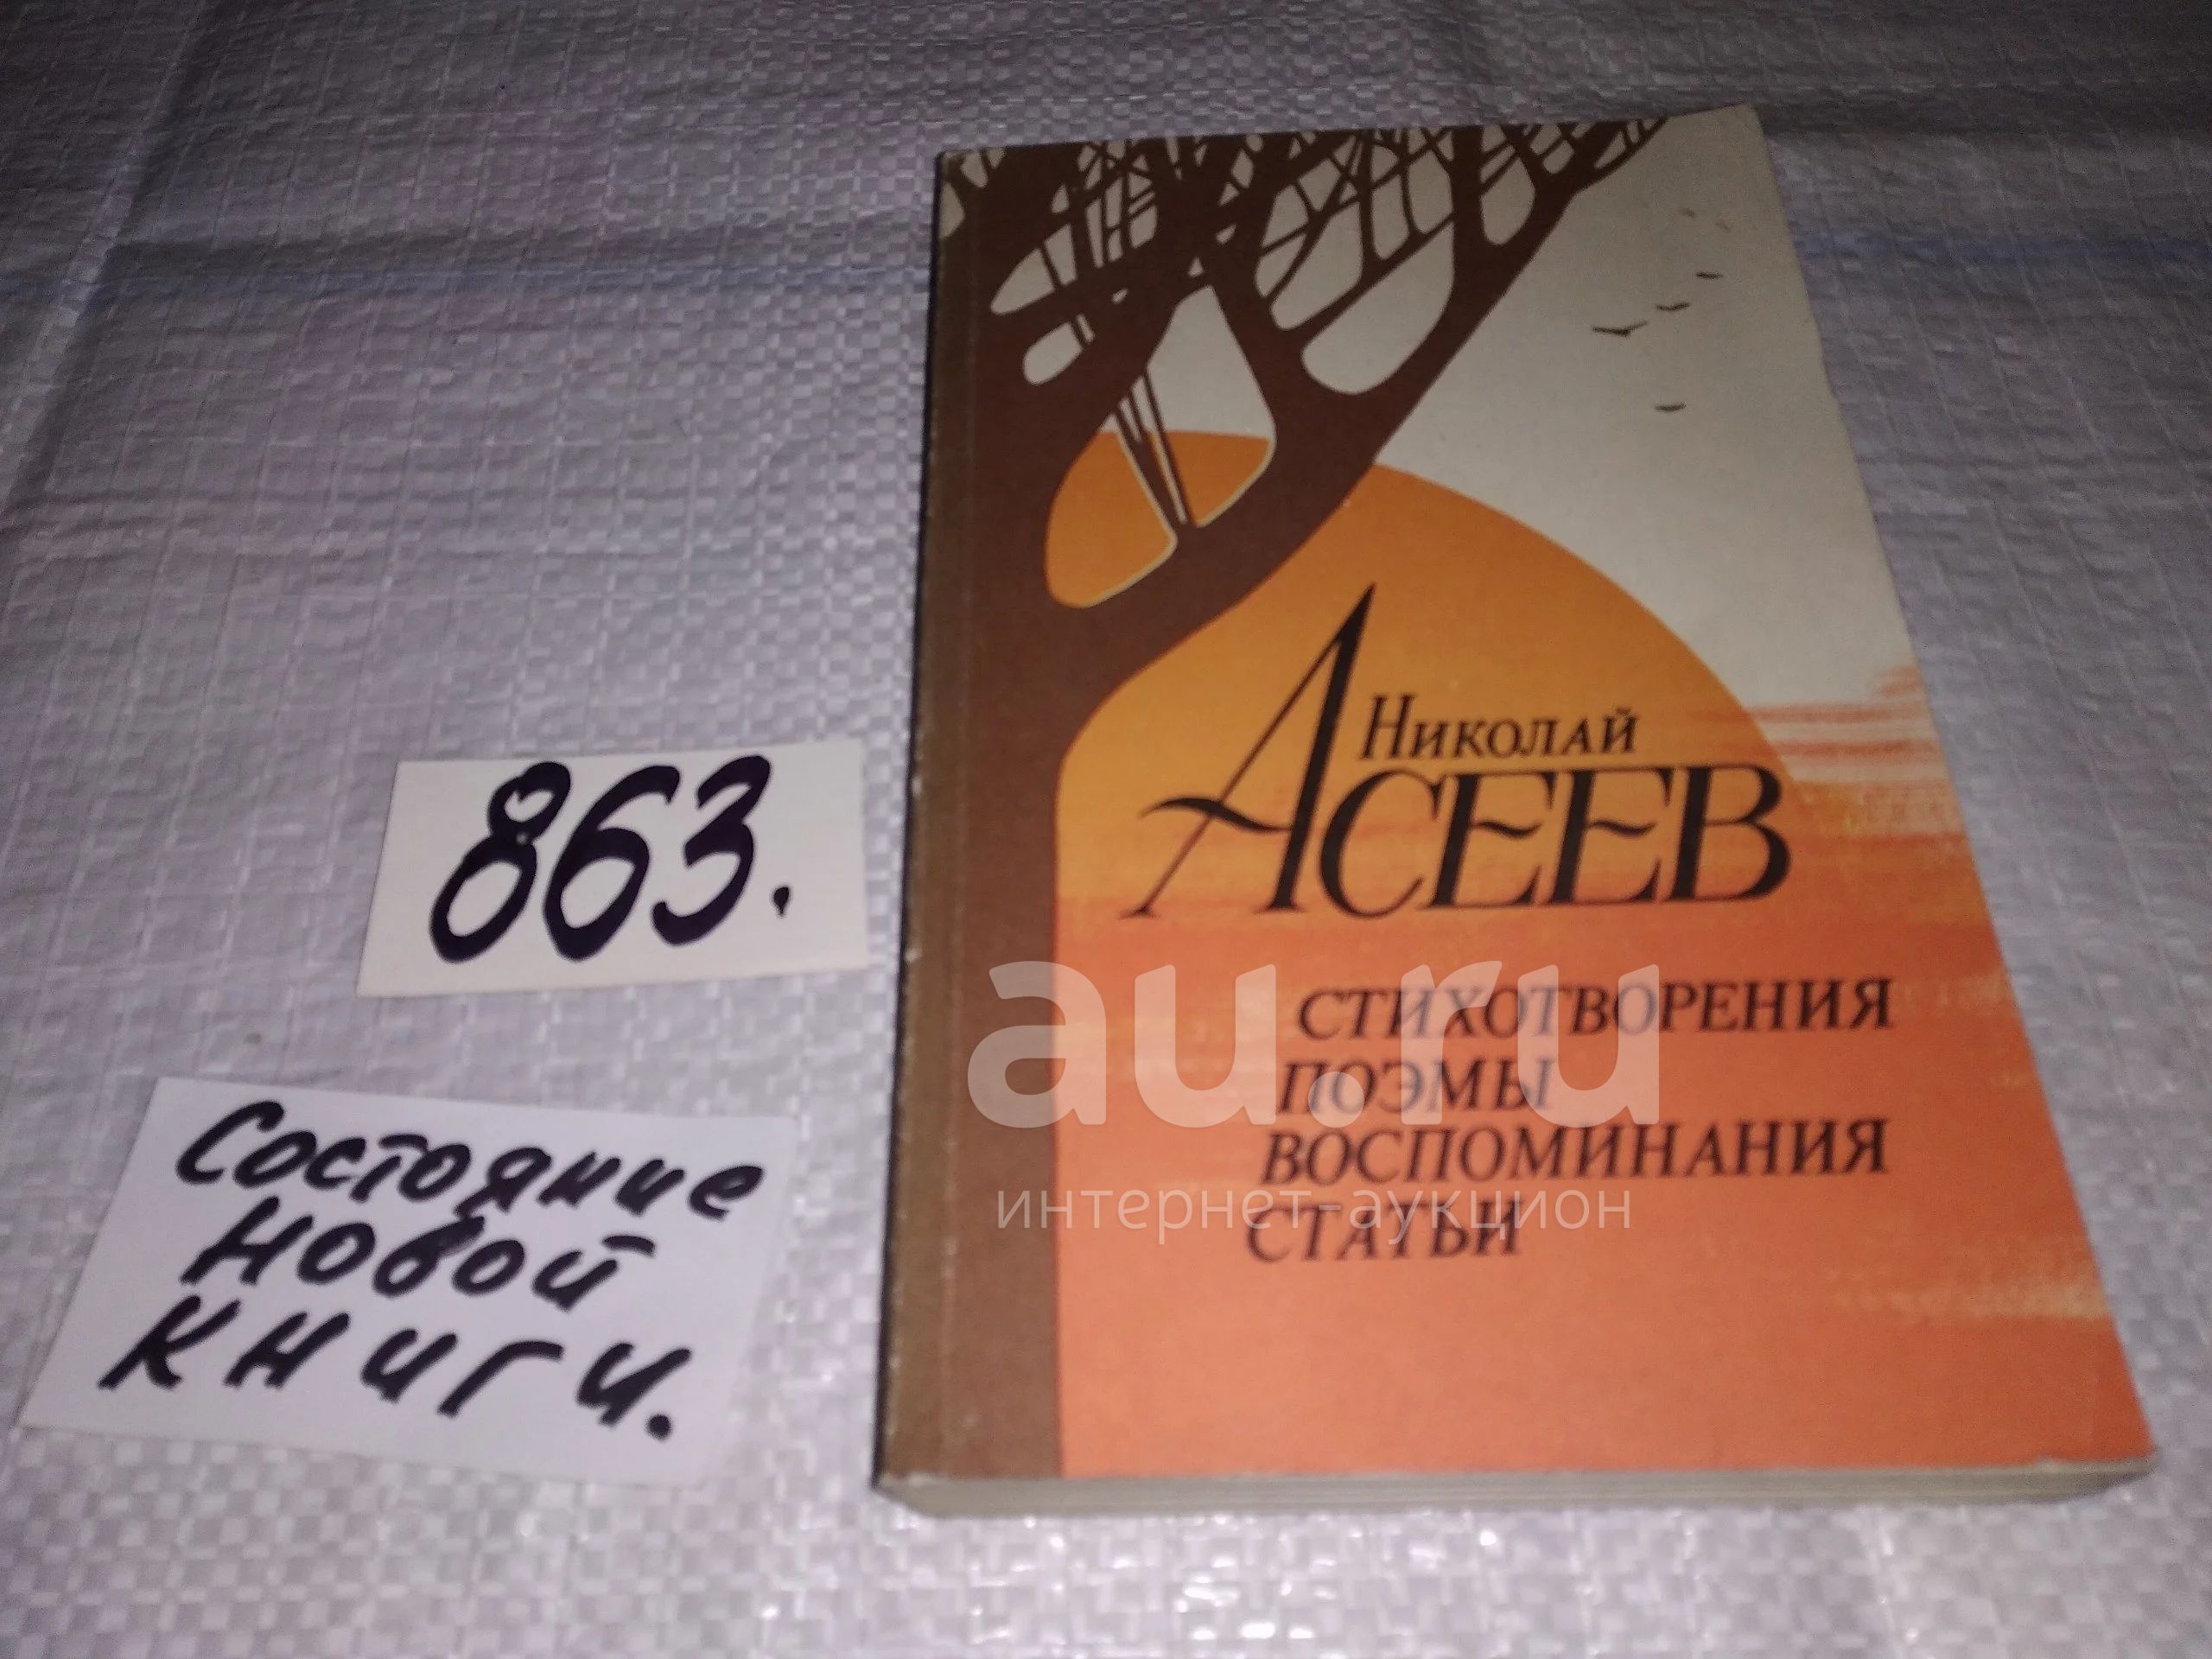 863.
Состояние
новой
книги.
Николай
Асеев
стихотворения
поэмы
воспоминания
статьи
au.ru
интернет-аукцион